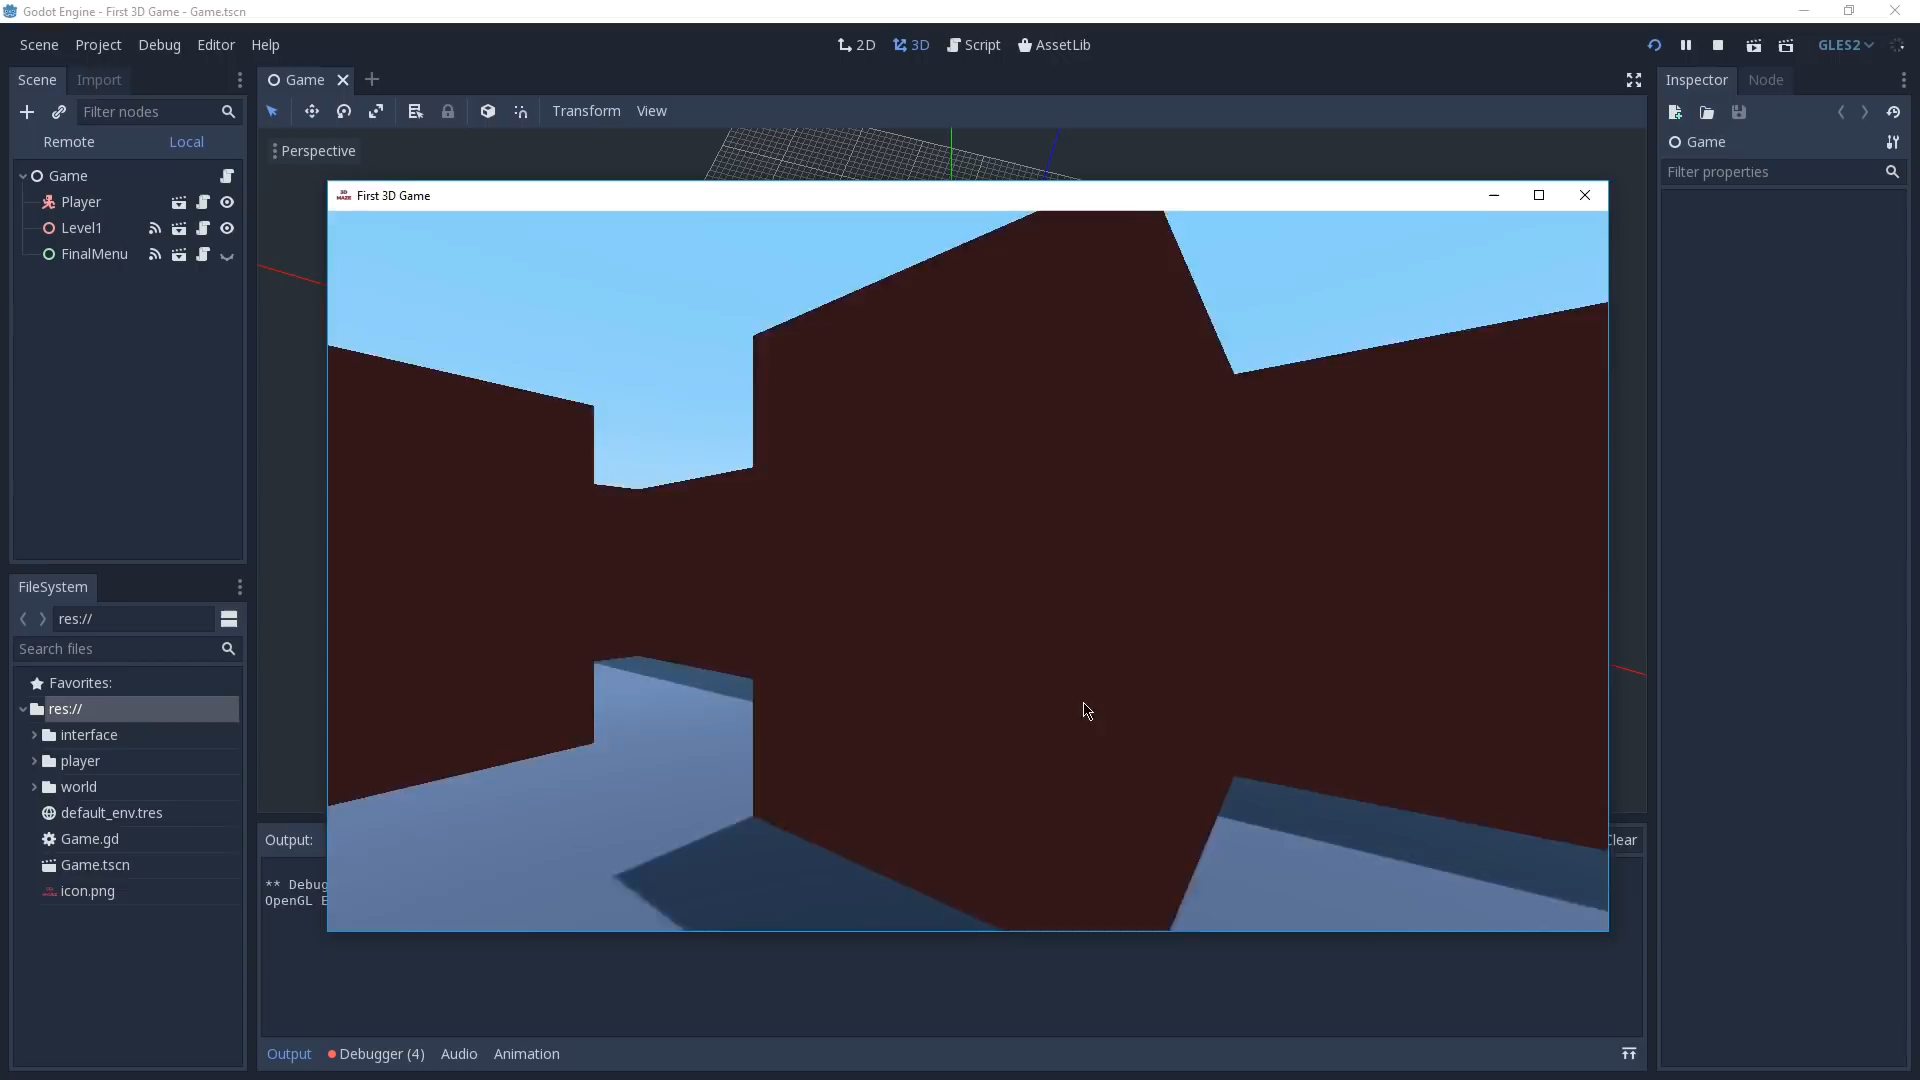 Godot Engine - First 3D Game - Game.tscn
Scene Project Debug Editor Help
2D 3D Script AssetLib
GLES2
Scene Import
Game
Inspector Node
Filter nodes
Transform View
Remote Local
Perspective
Game
Filter properties
Game
Player
Level1
FinalMenu
First 3D Game
FileSystem
res://
Search files
Favorites:
res://
interface
player
world
default_env.tres
Game.gd
Game.tscn
icon.png
Output:
Clear
** Debug
OpenGL E
Output Debugger (4) Audio Animation